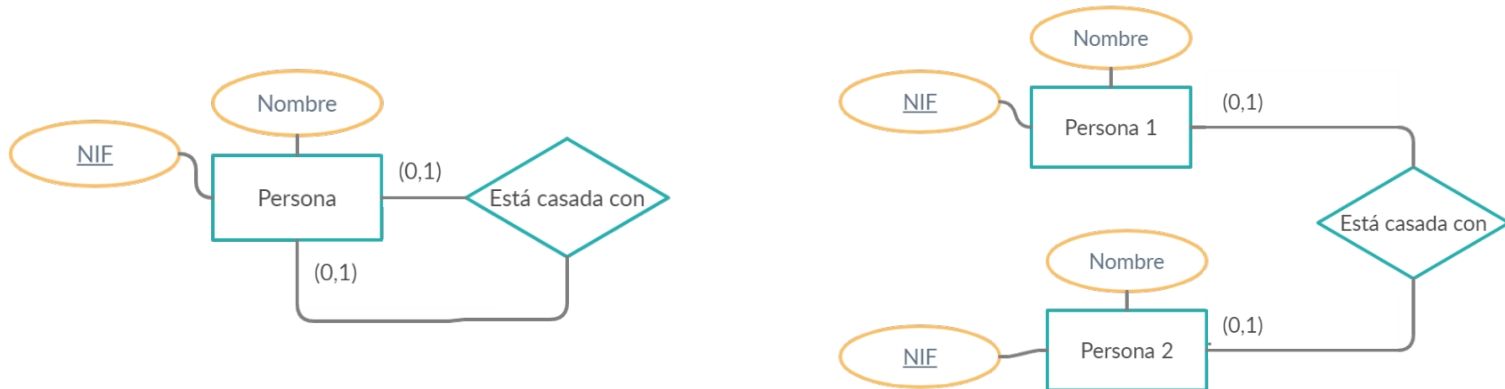 Nombre
NIF
Persona
(0,1)
Está casada con
(0,1)
Nombre
NIF
(0,1)
Persona 1
Está casada con
Nombre
(0,1)
NIF
Persona 2